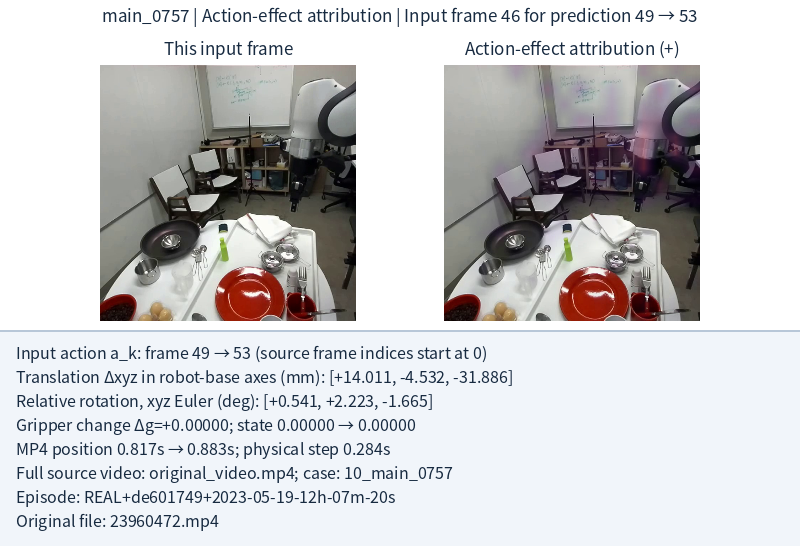 main_0757 | Action-effect attribution | Input frame 46 for prediction 49 → 53
This input frame
Action-effect attribution (+)
Input action a_k: frame 49 → 53 (source frame indices start at 0)
Translation Δxyz in robot-base axes (mm): [+14.011, -4.532, -31.886]
Relative rotation, xyz Euler (deg): [+0.541, +2.223, -1.665]
Gripper change Δg=+0.00000; state 0.00000 → 0.00000
MP4 position 0.817s → 0.883s; physical step 0.284s
Full source video: original_video.mp4; case: 10_main_0757
Episode: REAL+de601749+2023-05-19-12h-07m-20s
Original file: 23960472.mp4